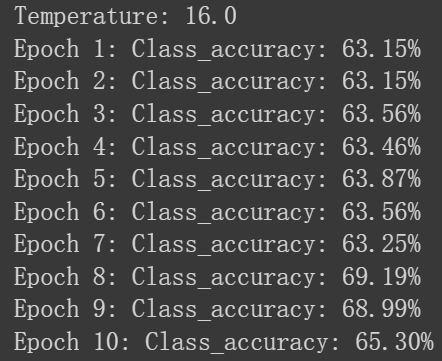 Temperature: 16.0
Epoch 1: Class_accuracy: 63.15%
Epoch 2: Class_accuracy: 63.15%
Epoch 3: Class_accuracy: 63.56%
Epoch 4: Class_accuracy: 63.46%
Epoch 5: Class_accuracy: 63.87%
Epoch 6: Class_accuracy: 63.56%
Epoch 7: Class_accuracy: 63.25%
Epoch 8: Class_accuracy: 69.19%
Epoch 9: Class_accuracy: 68.99%
Epoch 10: Class_accuracy: 65.30%